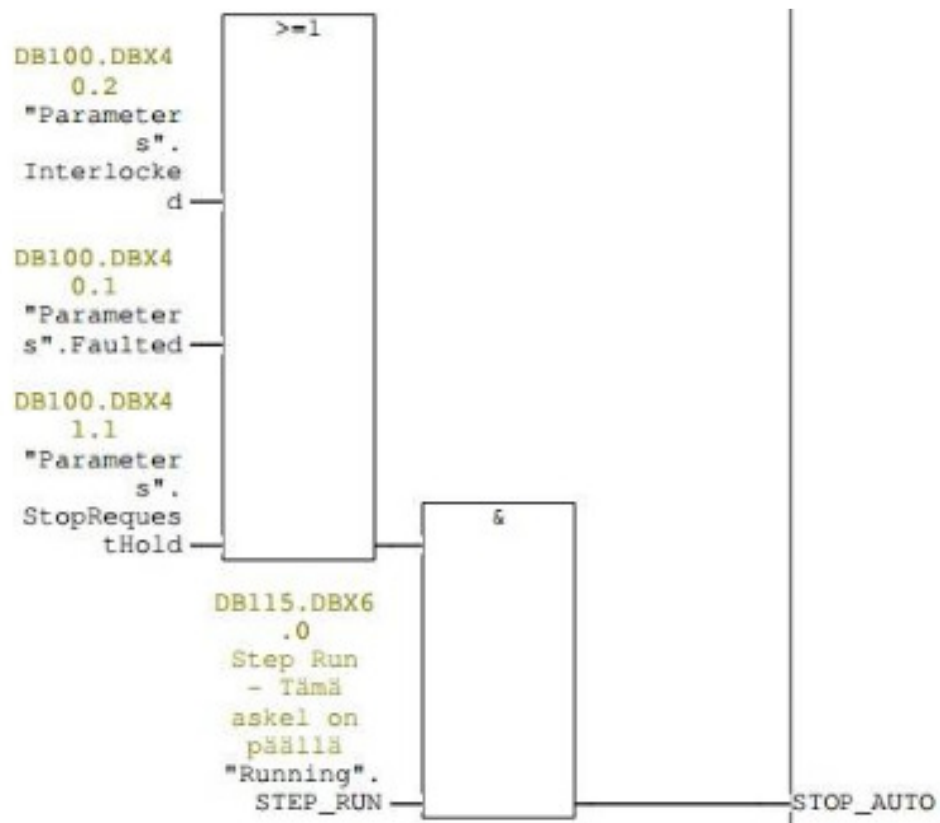 >=1
DB100.DBX4
0.2
"Parameter
s".
Interlocke
d
DB100.DBX4
0.1
"Parameter
s".Faulted
DB100.DBX4
1.1
"Parameter
s".
StopReques
tHold
&
DB115.DBX6
.0
Step Run
- Tämä
askel on
päällä
"Running".
STEP_RUN
STOP_AUTO